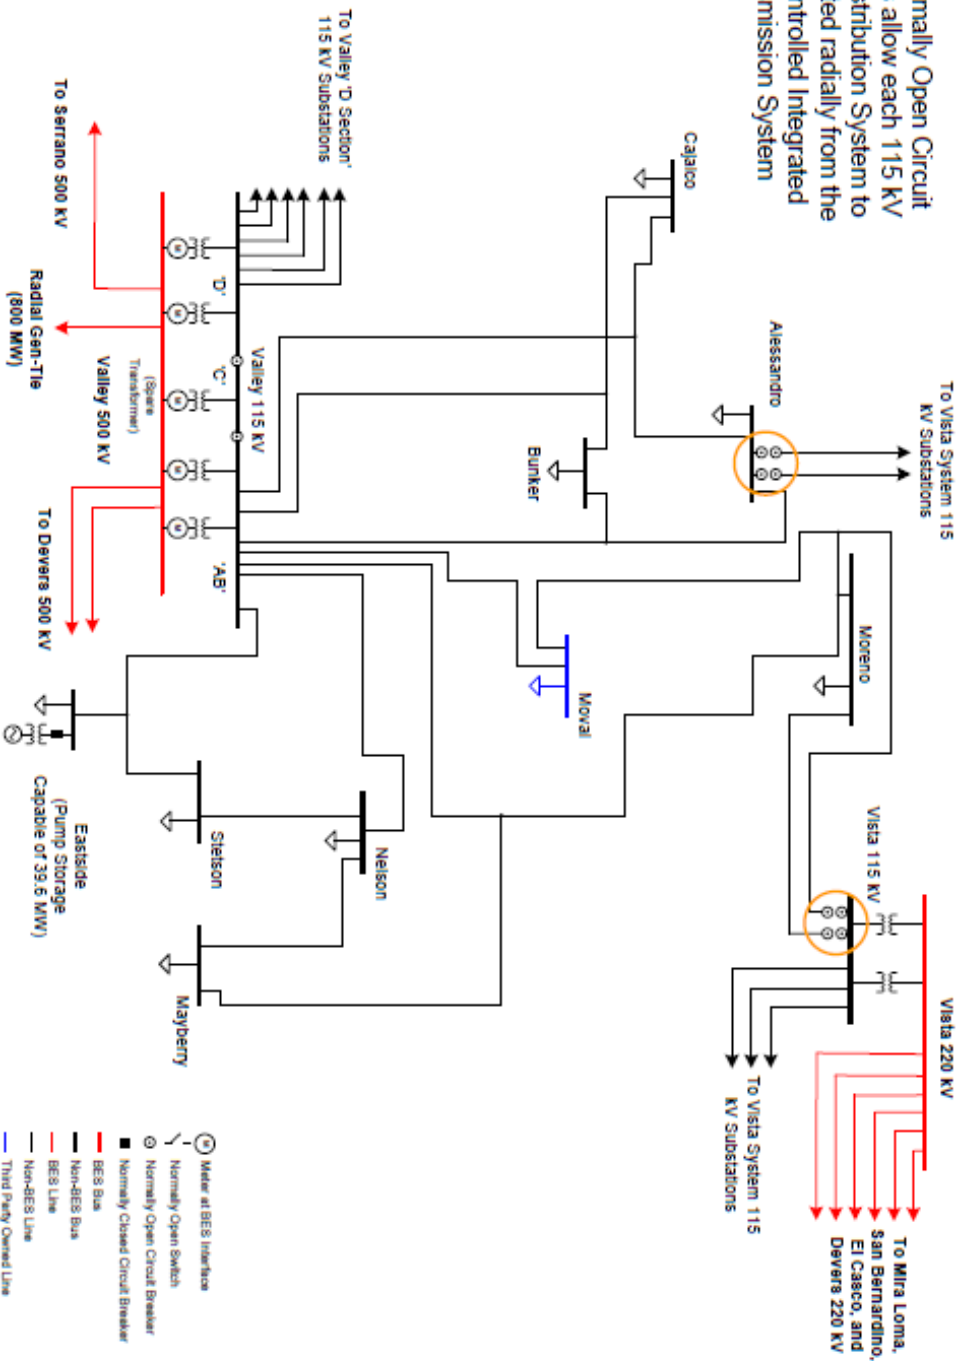 mally Open Circuit
s allow each 115 kV
stribution System to
ted radially from the
ntrolled Integrated
mission System
To Vista System 115
kV Substations
Vista 220 kV
To Mira Loma,
San Bernardino,
El Casco, and
Devers 220 kV
Vista 115 kV
To Vista System 115
kV Substations
Moreno
Alessandro
Cajalco
Bunker
Moval
To Valley 'D Section'
115 kV Substations
Valley 115 kV
'D'
'C'
'AB'
(Spare
Transformer)
Valley 500 kV
To Serrano 500 kV
Radial Gen-Tie
(800 MW)
To Devers 500 kV
Nelson
Stetson
Mayberry
Eastside
(Pump Storage
Capable of 39.6 MW)
M
M
M
M
M
M Meter at BES Interface
Normally Open Switch
Normally Open Circuit Breaker
Normally Closed Circuit Breaker
BES Bus
Non-BES Bus
BES Line
Non-BES Line
Third Party Owned Line